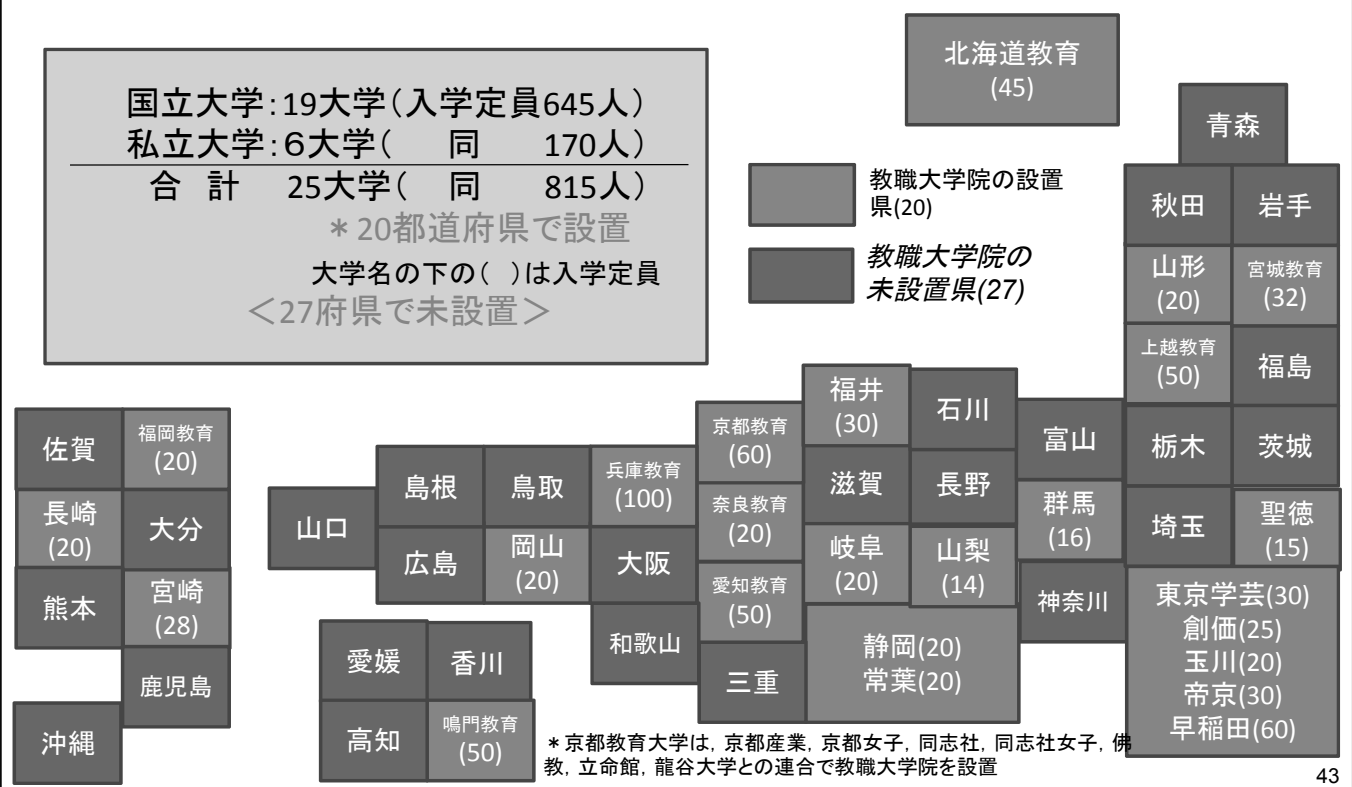 国立大学:19大学(入学定員645人)
私立大学:6大学( 同 170人)
合 計 25大学( 同 815人)
*20都道府県で設置
大学名の下の( )は入学定員
<27府県で未設置>
北海道教育
(45)
教職大学院の設置
県(20)
教職大学院の
未設置県(27)
青森
秋田
岩手
山形
(20)
宮城教育
(32)
上越教育
(50)
福島
栃木
茨城
埼玉
聖徳
(15)
東京学芸(30)
創価(25)
玉川(20)
帝京(30)
早稲田(60)
富山
群馬
(16)
神奈川
石川
長野
山梨
(14)
福井
(30)
滋賀
岐阜
(20)
静岡(20)
常葉(20)
京都教育
(60)
奈良教育
(20)
愛知教育
(50)
三重
兵庫教育
(100)
大阪
和歌山
鳥取
岡山
(20)
島根
広島
山口
愛媛
香川
高知
鳴門教育
(50)
佐賀
福岡教育
(20)
長崎
(20)
大分
熊本
宮崎
(28)
鹿児島
沖縄
*京都教育大学は,京都産業,京都女子,同志社,同志社女子,佛
教,立命館,龍谷大学との連合で教職大学院を設置
43